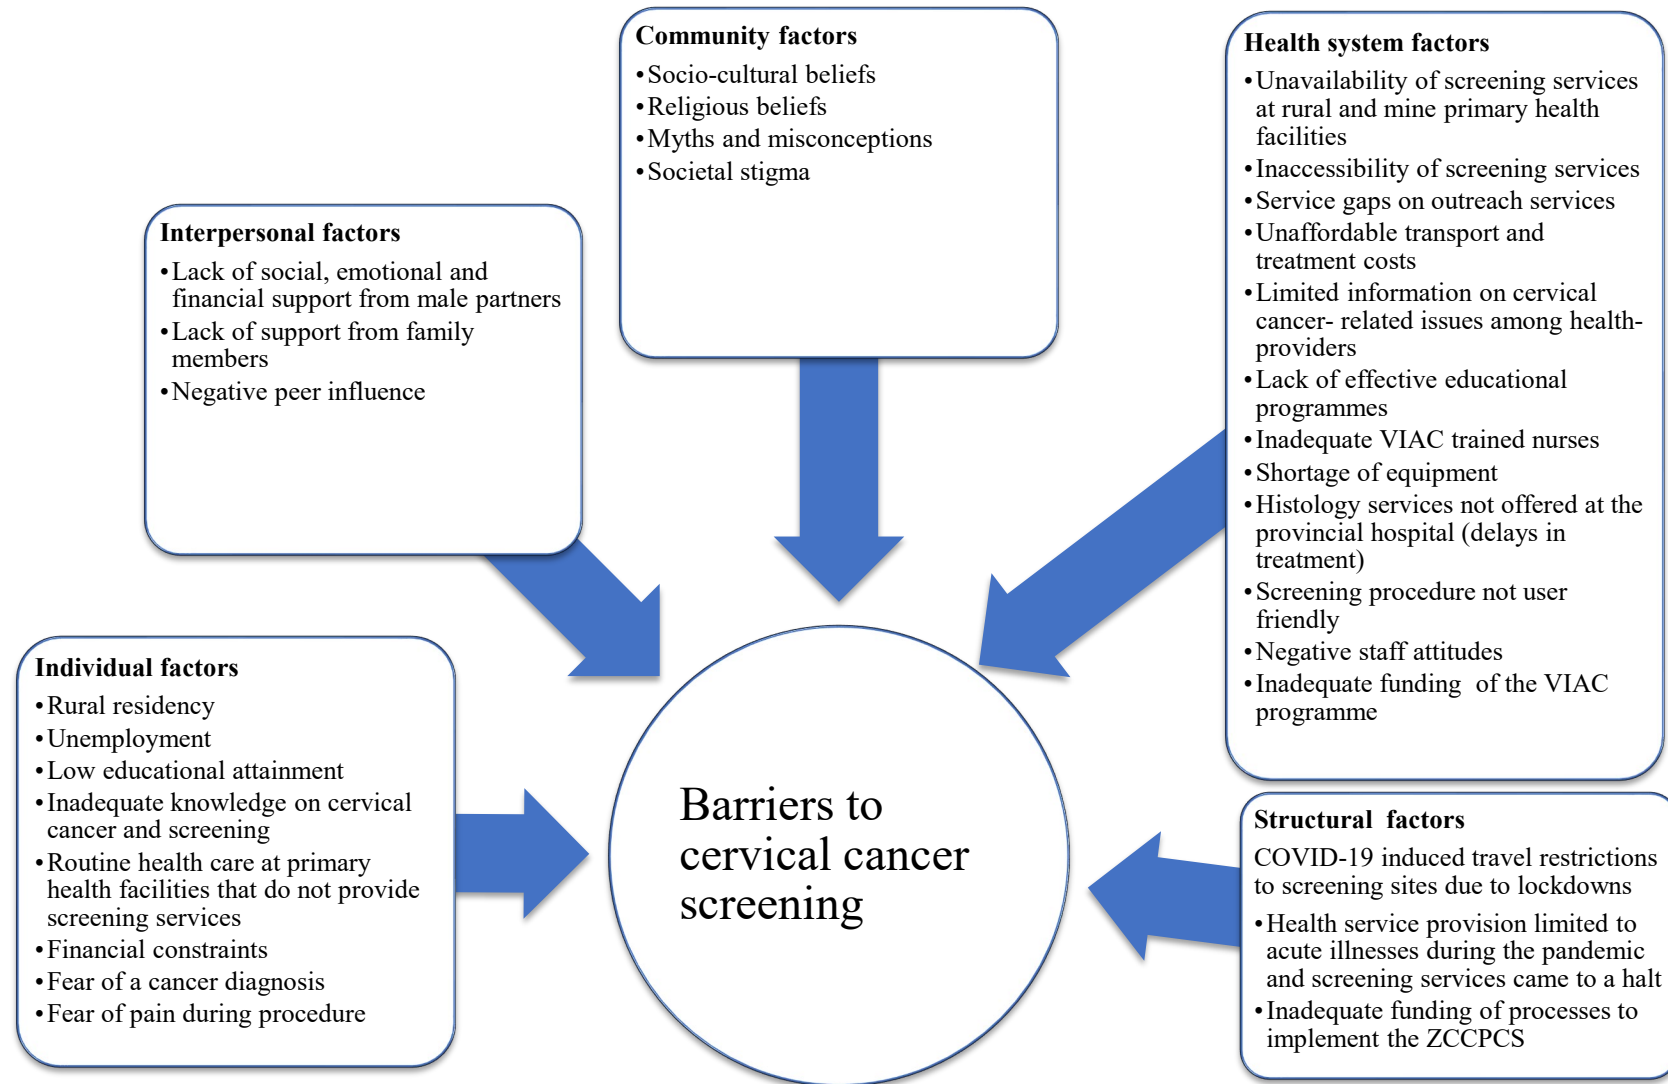 Community factors
•Socio-cultural beliefs
•Religious beliefs
•Myths and misconceptions
•Societal stigma
Health system factors
•Unavailability of screening services
at rural and mine primary health
facilities
•Inaccessibility of screening services
•Service gaps on outreach services
•Unaffordable transport and
treatment costs
•Limited information on cervical
cancer- related issues among health-
providers
•Lack of effective educational
programmes
•Inadequate VIAC trained nurses
•Shortage of equipment
•Histology services not offered at the
provincial hospital (delays in
treatment)
•Screening procedure not user
friendly
•Negative staff attitudes
•Inadequate funding of the VIAC
programme
Interpersonal factors
•Lack of social, emotional and
financial support from male partners
•Lack of support from family
members
•Negative peer influence
Individual factors
•Rural residency
•Unemployment
•Low educational attainment
•Inadequate knowledge on cervical
cancer and screening
•Routine health care at primary
health facilities that do not provide
screening services
•Financial constraints
•Fear of a cancer diagnosis
•Fear of pain during procedure
Barriers to
cervical cancer
screening
Structural factors
COVID-19 induced travel restrictions
to screening sites due to lockdowns
•Health service provision limited to
acute illnesses during the pandemic
and screening services came to a halt
•Inadequate funding of processes to
implement the ZCCPCS